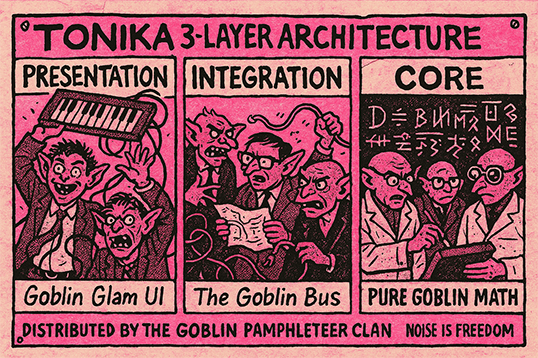 TONIKA 3-LAYER ARCHITECTURE
PRESENTATION
Goblin Glam UI
INTEGRATION
The Goblin Bus
CORE
PURE GOBLIN MATH
DISTRIBUTED BY THE GOBLIN PAMPHLETEER CLAN NOISE IS FREEDOM